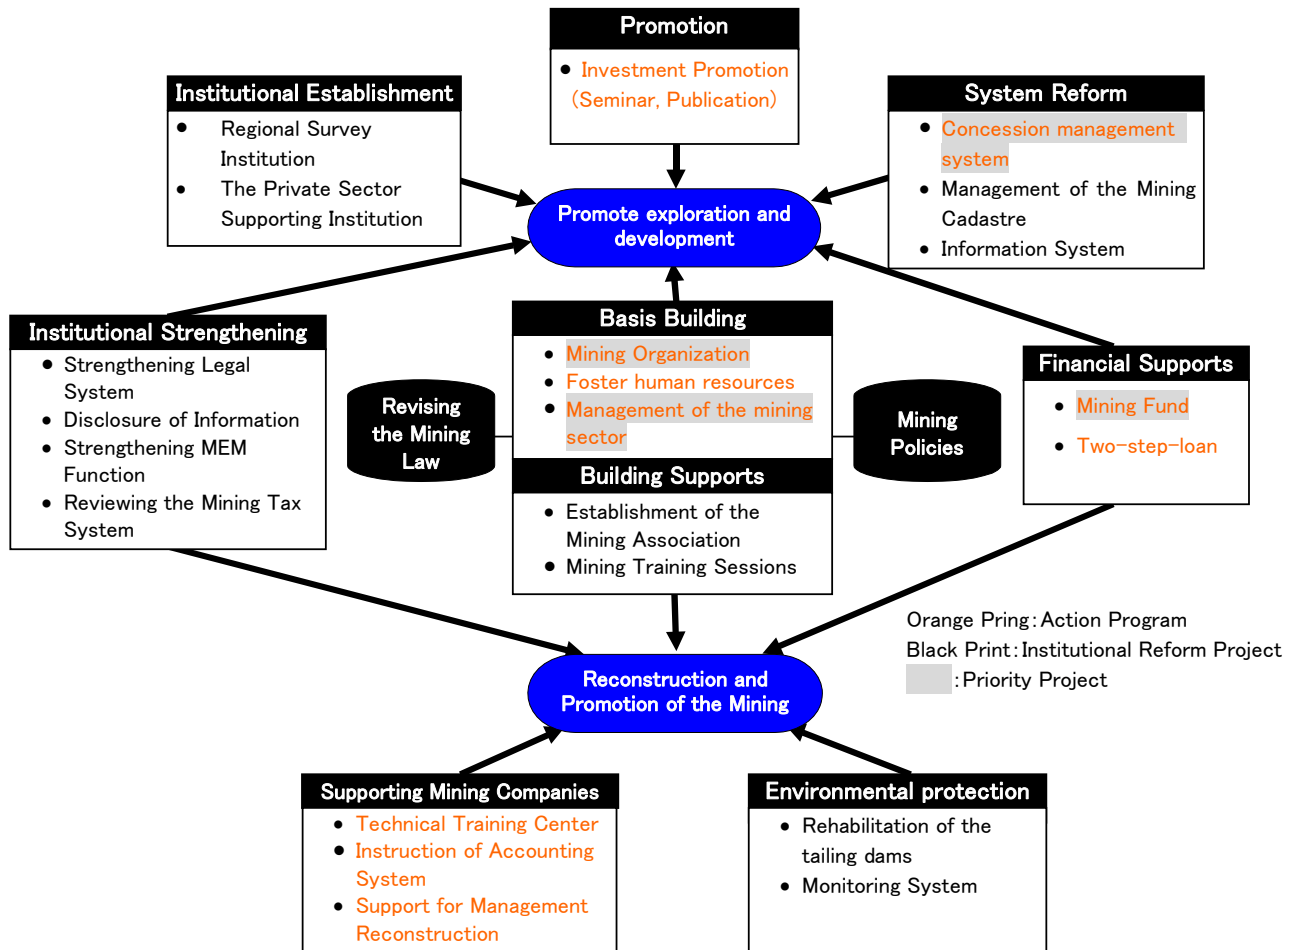 Promotion
• Investment Promotion
(Seminar, Publication)
Institutional Establishment
• Regional Survey
Institution
• The Private Sector
Supporting Institution
System Reform
• Concession management
system
• Management of the Mining
Cadastre
• Information System
Promote exploration and
development
Institutional Strengthening
• Strengthening Legal
System
• Disclosure of Information
• Strengthening MEM
Function
• Reviewing the Mining Tax
System
Revising
the Mining
Law
Basis Building
• Mining Organization
• Foster human resources
• Management of the mining
sector
Building Supports
• Establishment of the
Mining Association
• Mining Training Sessions
Mining
Policies
Financial Supports
• Mining Fund
• Two-step-loan
Orange Pring:Action Program
Black Print:Institutional Reform Project
:Priority Project
Reconstruction and
Promotion of the Mining
Supporting Mining Companies
• Technical Training Center
• Instruction of Accounting
System
• Support for Management
Reconstruction
Environmental protection
• Rehabilitation of the
tailing dams
• Monitoring System